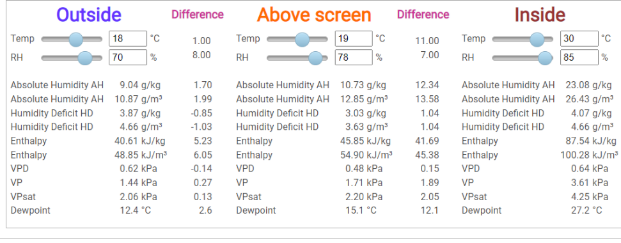 Outside Difference Above screen Difference Inside
Temp 18 °C 1.00 Temp 19 °C 11.00 Temp 30 °C
RH 70 % 8.00 RH 78 % 7.00 RH 85 %
Absolute Humidity AH 9.04 g/kg 1.70 Absolute Humidity AH 10.73 g/kg 12.34 Absolute Humidity AH 23.08 g/kg
Absolute Humidity AH 10.87 g/m³ 1.99 Absolute Humidity AH 12.85 g/m³ 13.58 Absolute Humidity AH 26.43 g/m³
Humidity Deficit HD 3.87 g/kg -0.85 Humidity Deficit HD 3.03 g/kg 1.04 Humidity Deficit HD 4.07 g/kg
Humidity Deficit HD 4.66 g/m³ -1.03 Humidity Deficit HD 3.63 g/m³ 1.04 Humidity Deficit HD 4.66 g/m³
Enthalpy 40.61 kJ/kg 5.23 Enthalpy 45.85 kJ/kg 41.69 Enthalpy 87.54 kJ/kg
Enthalpy 48.85 kJ/m³ 6.05 Enthalpy 54.90 kJ/m³ 45.38 Enthalpy 100.28 kJ/m³
VPD 0.62 kPa -0.14 VPD 0.48 kPa 0.15 VPD 0.64 kPa
VP 1.44 kPa 0.27 VP 1.71 kPa 1.89 VP 3.61 kPa
VPsat 2.06 kPa 0.13 VPsat 2.20 kPa 2.05 VPsat 4.25 kPa
Dewpoint 12.4 °C 2.6 Dewpoint 15.1 °C 12.1 Dewpoint 27.2 °C